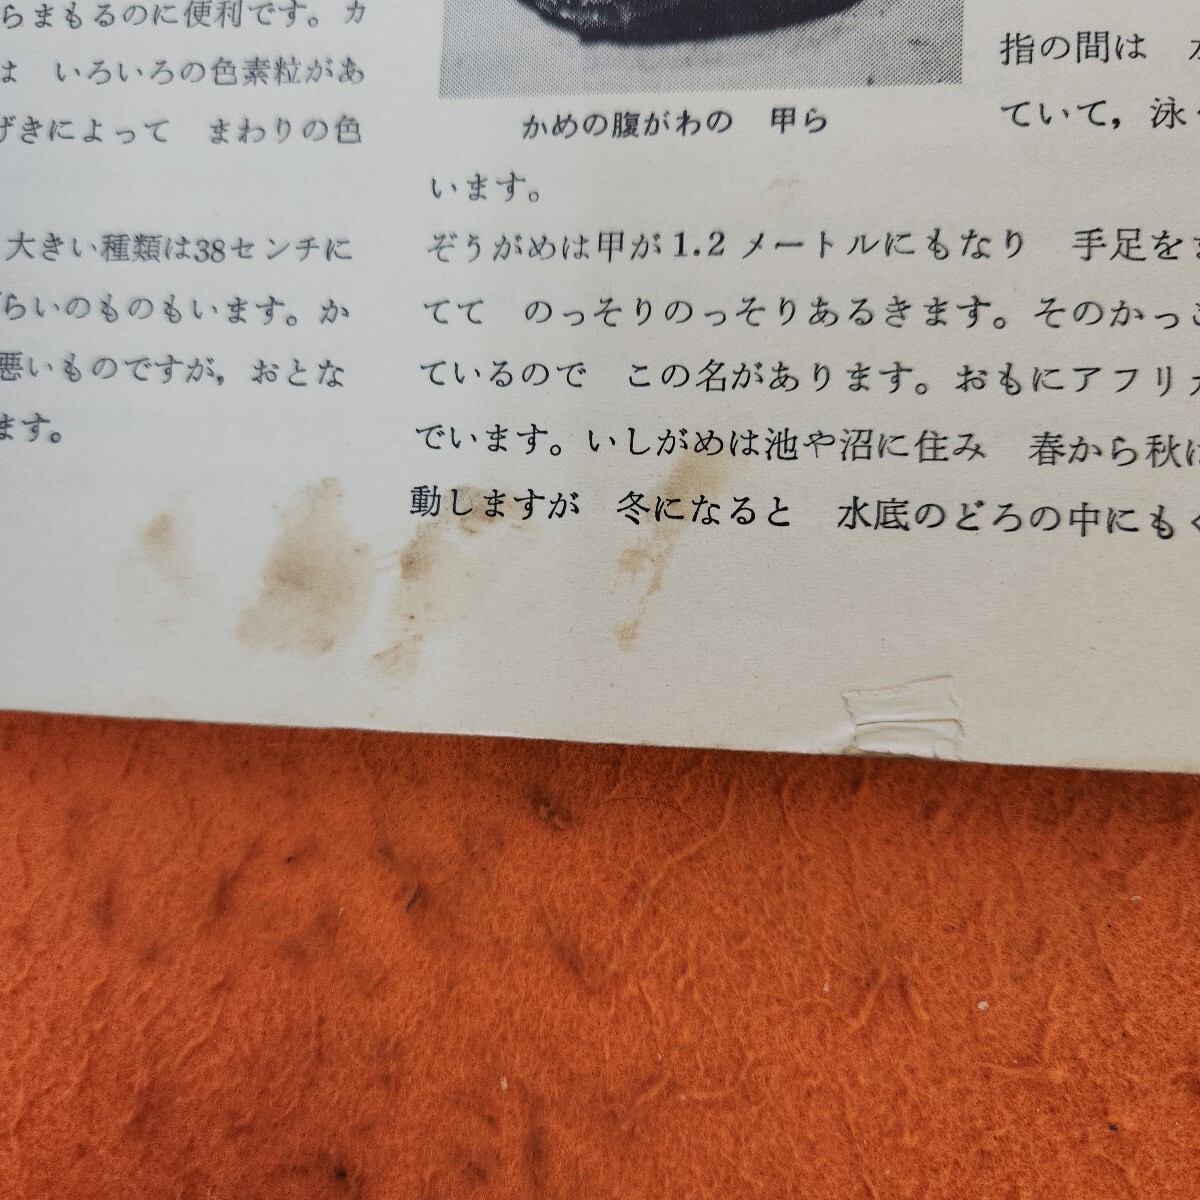 らまもるのに便利です。カ
は　いろいろの色素粒があ
げきによって　まわりの色
大きい種類は38センチに
らいのものもいます。か
悪いものですが，おとな
ます。
かめの腹がわの　甲ら
います。
ぞうがめは甲が1.2メートルにもなり　手足を
てて　のっそりのっそりあるきます。そのかっこ
ているので　この名があります。おもにアフリカ
でいます。いしがめは池や沼に住み　春から秋に
動しますが　冬になると　水底のどろの中にもぐ
指の間は
ていて，泳